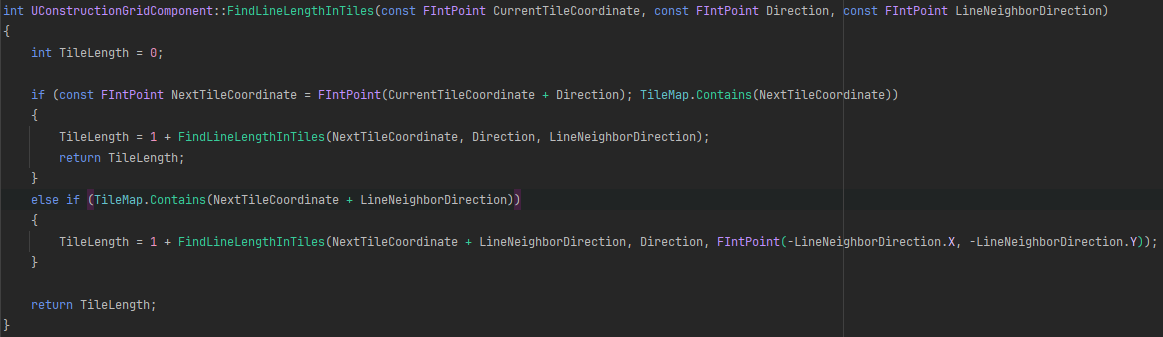 int UConstructionGridComponent::FindLineLengthInTiles(const FIntPoint CurrentTileCoordinate, const FIntPoint Direction, const FIntPoint LineNeighborDirection)
{
    int TileLength = 0;

    if (const FIntPoint NextTileCoordinate = FIntPoint(CurrentTileCoordinate + Direction); TileMap.Contains(NextTileCoordinate))
    {
        TileLength = 1 + FindLineLengthInTiles(NextTileCoordinate, Direction, LineNeighborDirection);
        return TileLength;
    }
    else if (TileMap.Contains(NextTileCoordinate + LineNeighborDirection))
    {
        TileLength = 1 + FindLineLengthInTiles(NextTileCoordinate + LineNeighborDirection, Direction, FIntPoint(-LineNeighborDirection.X, -LineNeighborDirection.Y));
    }

    return TileLength;
}